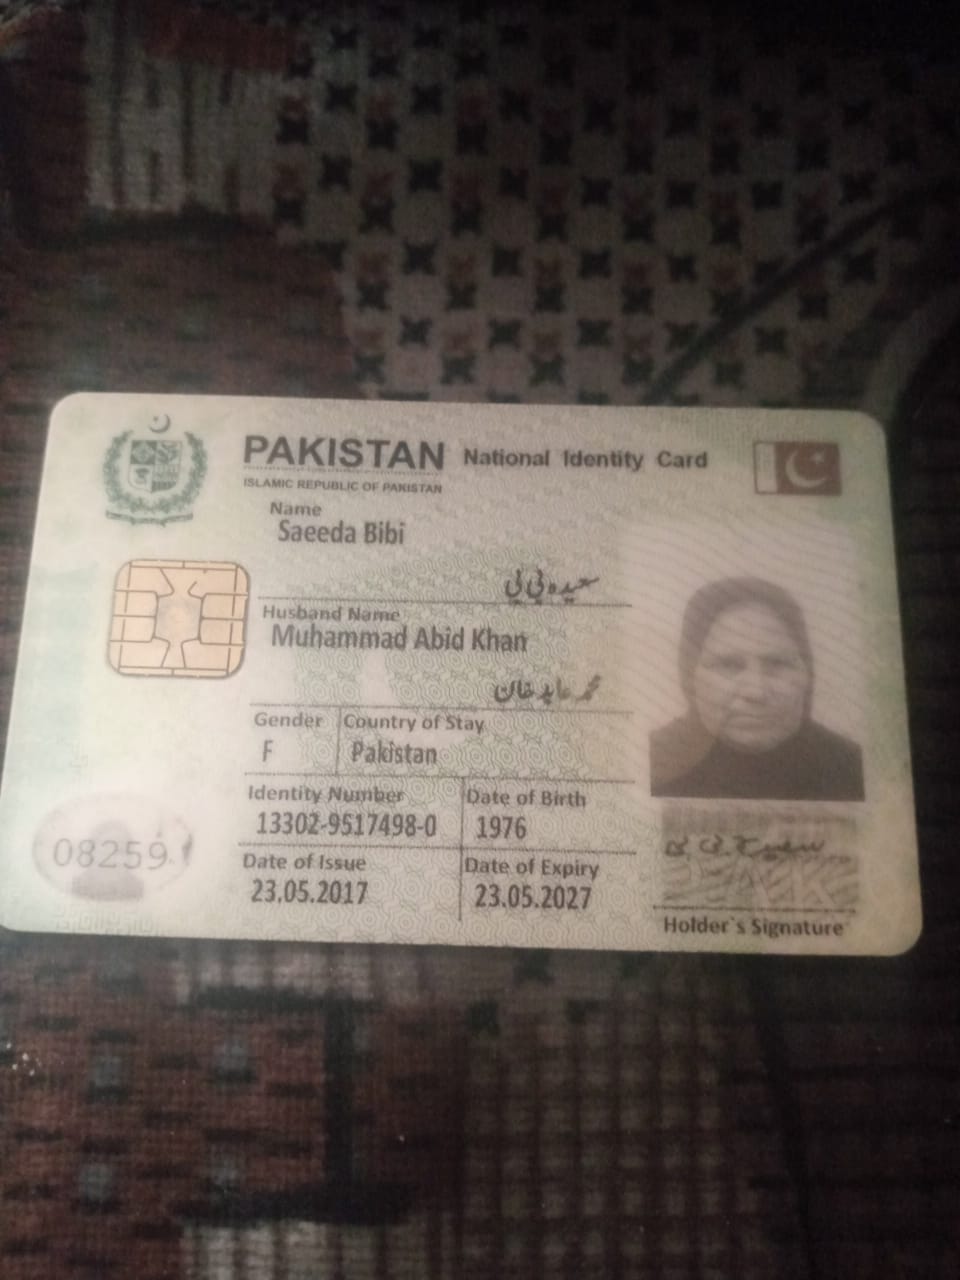 PAKISTAN National Identity Card
ISLAMIC REPUBLIC OF PAKISTAN
Name
Saeeda Bibi
سعیدہ بی بی
Husband Name
Muhammad Abid Khan
محمد عابد خان
Gender Country of Stay
F Pakistan
Identity Number Date of Birth
13302-9517498-0 1976
Date of Issue Date of Expiry
23.05.2017 23.05.2027
08259
PAK
Holder`s Signature